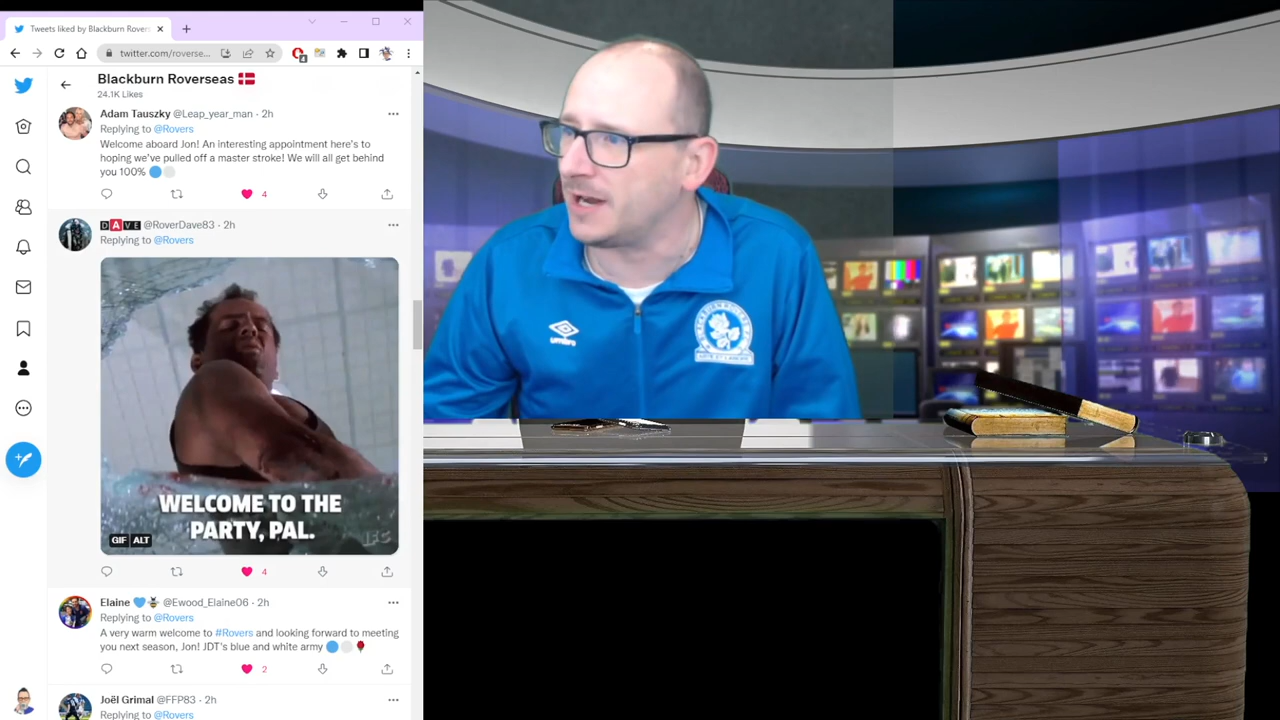 Tweets liked by Blackburn Rovers
twitter.com/roverse...
4
Blackburn Roverseas
24.1K Likes
Adam Tauszky @Leap_year_man · 2h
Replying to @Rovers
Welcome aboard Jon! An interesting appointment here's to
hoping we've pulled off a master stroke! We will all get behind
you 100%
4
DAVE @RoverDave83 · 2h
Replying to @Rovers
WELCOME TO THE
PARTY, PAL.
GIF ALT
IFC
4
Elaine 💙🐝 @Ewood_Elaine06 · 2h
Replying to @Rovers
A very warm welcome to #Rovers and looking forward to meeting
you next season, Jon! JDT's blue and white army 🔵⚪🌹
2
Joël Grimal @FFP83 · 2h
Replying to @Rovers
umbro